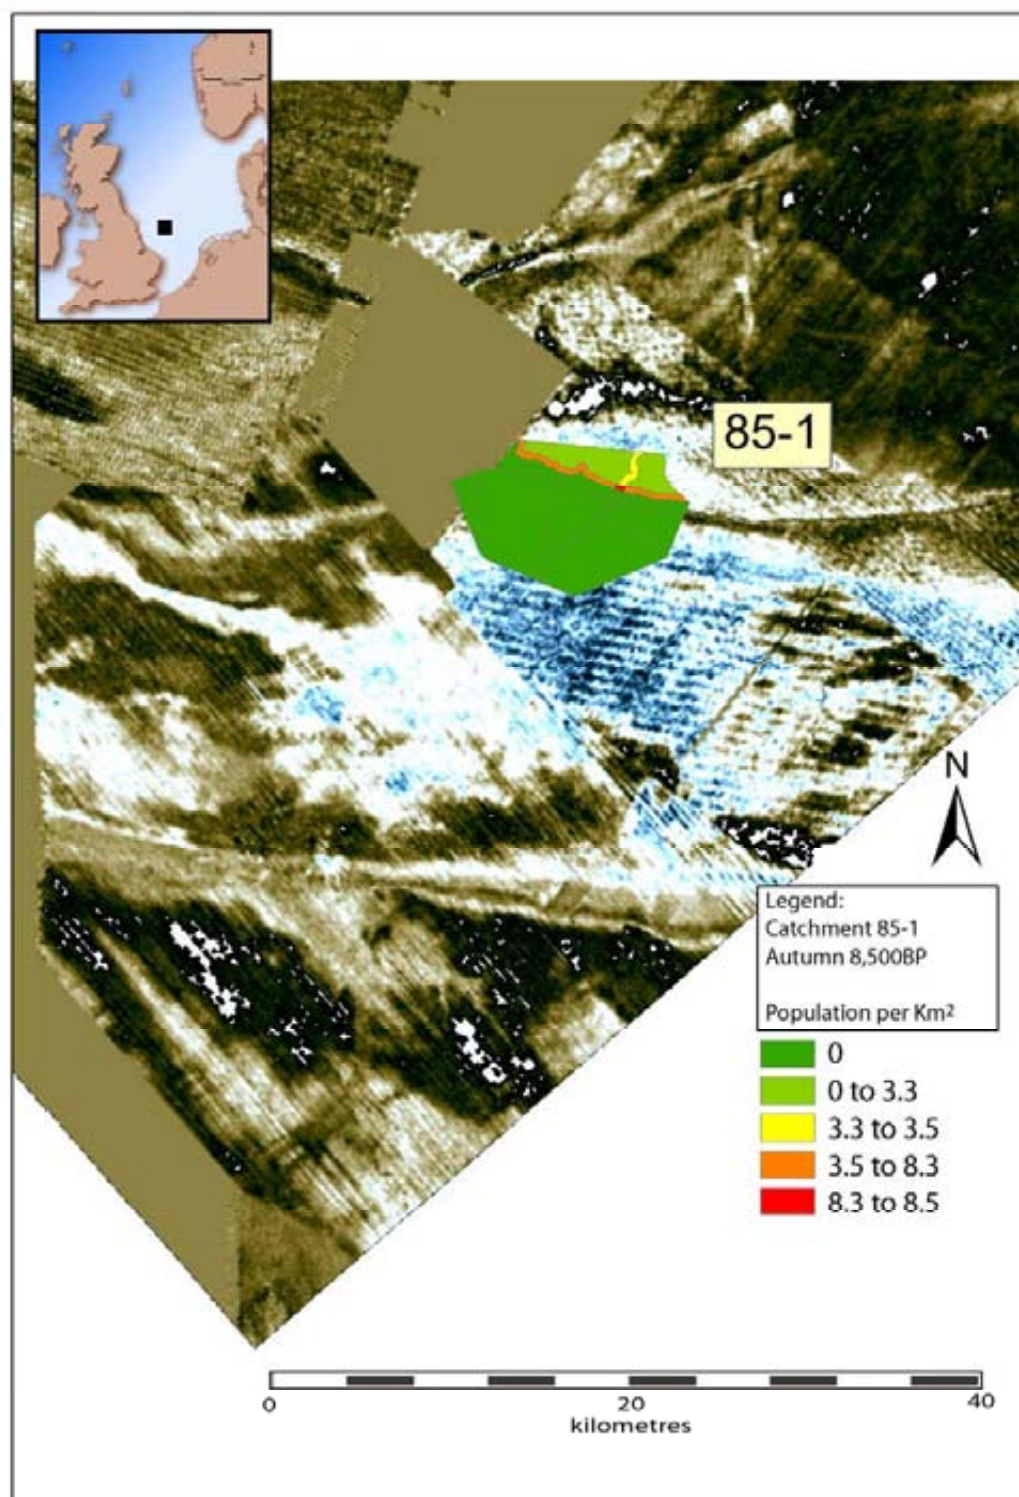 85-1
N
Legend:
Catchment 85-1
Autumn 8,500BP
Population per Km²
0
0 to 3.3
3.3 to 3.5
3.5 to 8.3
8.3 to 8.5
0 20 40
kilometres